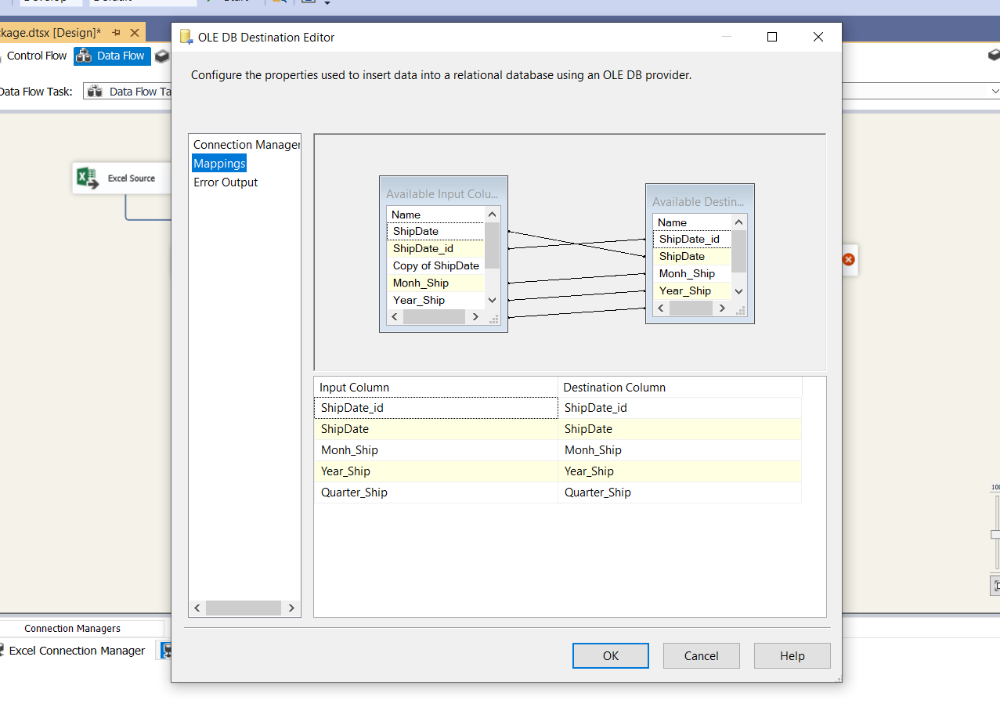 ckage.dtsx [Design]*
OLE DB Destination Editor
Control Flow
Data Flow
Configure the properties used to insert data into a relational database using an OLE DB provider.
Data Flow Task:
Data Flow Ta
Connection Manager
Mappings
Error Output
Excel Source
Available Input Colu...
Name
ShipDate
ShipDate_id
Copy of ShipDate
Monh_Ship
Year_Ship
Available Destin...
Name
ShipDate_id
ShipDate
Monh_Ship
Year_Ship
Input Column Destination Column
ShipDate_id ShipDate_id
ShipDate ShipDate
Monh_Ship Monh_Ship
Year_Ship Year_Ship
Quarter_Ship Quarter_Ship
100
Connection Managers
Excel Connection Manager
OK Cancel Help